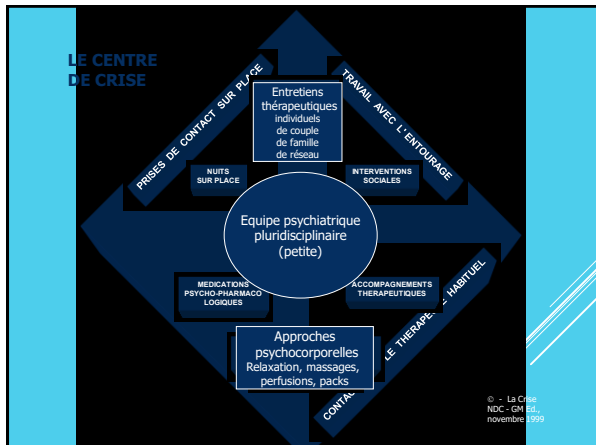 LE CENTRE
DE CRISE
PRISES DE CONTACT SUR PLACE
TRAVAIL AVEC L'ENTOURAGE
Entretiens
thérapeutiques
individuels
de couple
de famille
de réseau
NUITS
SUR PLACE
INTERVENTIONS
SOCIALES
Equipe psychiatrique
pluridisciplinaire
(petite)
MEDICATIONS
PSYCHO-PHARMACO
LOGIQUES
ACCOMPAGNEMENTS
THERAPEUTIQUES
Approches
psychocorporelles
Relaxation, massages,
perfusions, packs
LE THERAPEUTE HABITUEL
© - La Crise
NDC - GM Ed.,
novembre 1999